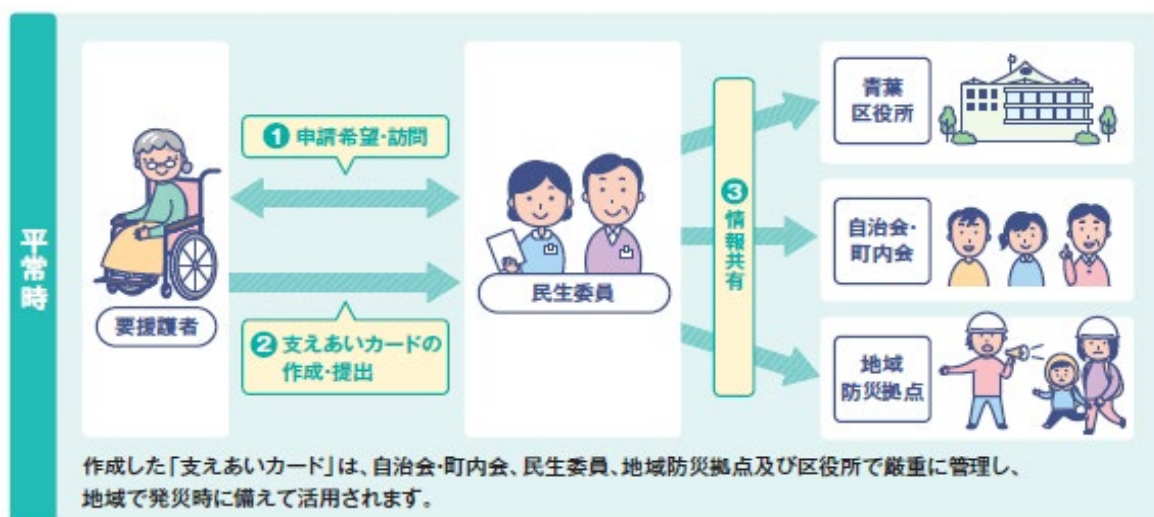 平常時
要援護者
❶ 申請希望・訪問
❷ 支えあいカードの
作成・提出
民生委員
❸ 情報共有
青葉
区役所
自治会・
町内会
地域
防災拠点
作成した「支えあいカード」は、自治会・町内会、民生委員、地域防災拠点及び区役所で厳重に管理し、
地域で発災時に備えて活用されます。